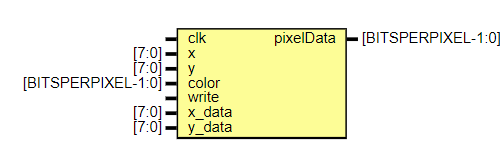 clk pixelData [BITSPERPIXEL-1:0]
[7:0] x
[7:0] y
[BITSPERPIXEL-1:0] color
write
[7:0] x_data
[7:0] y_data